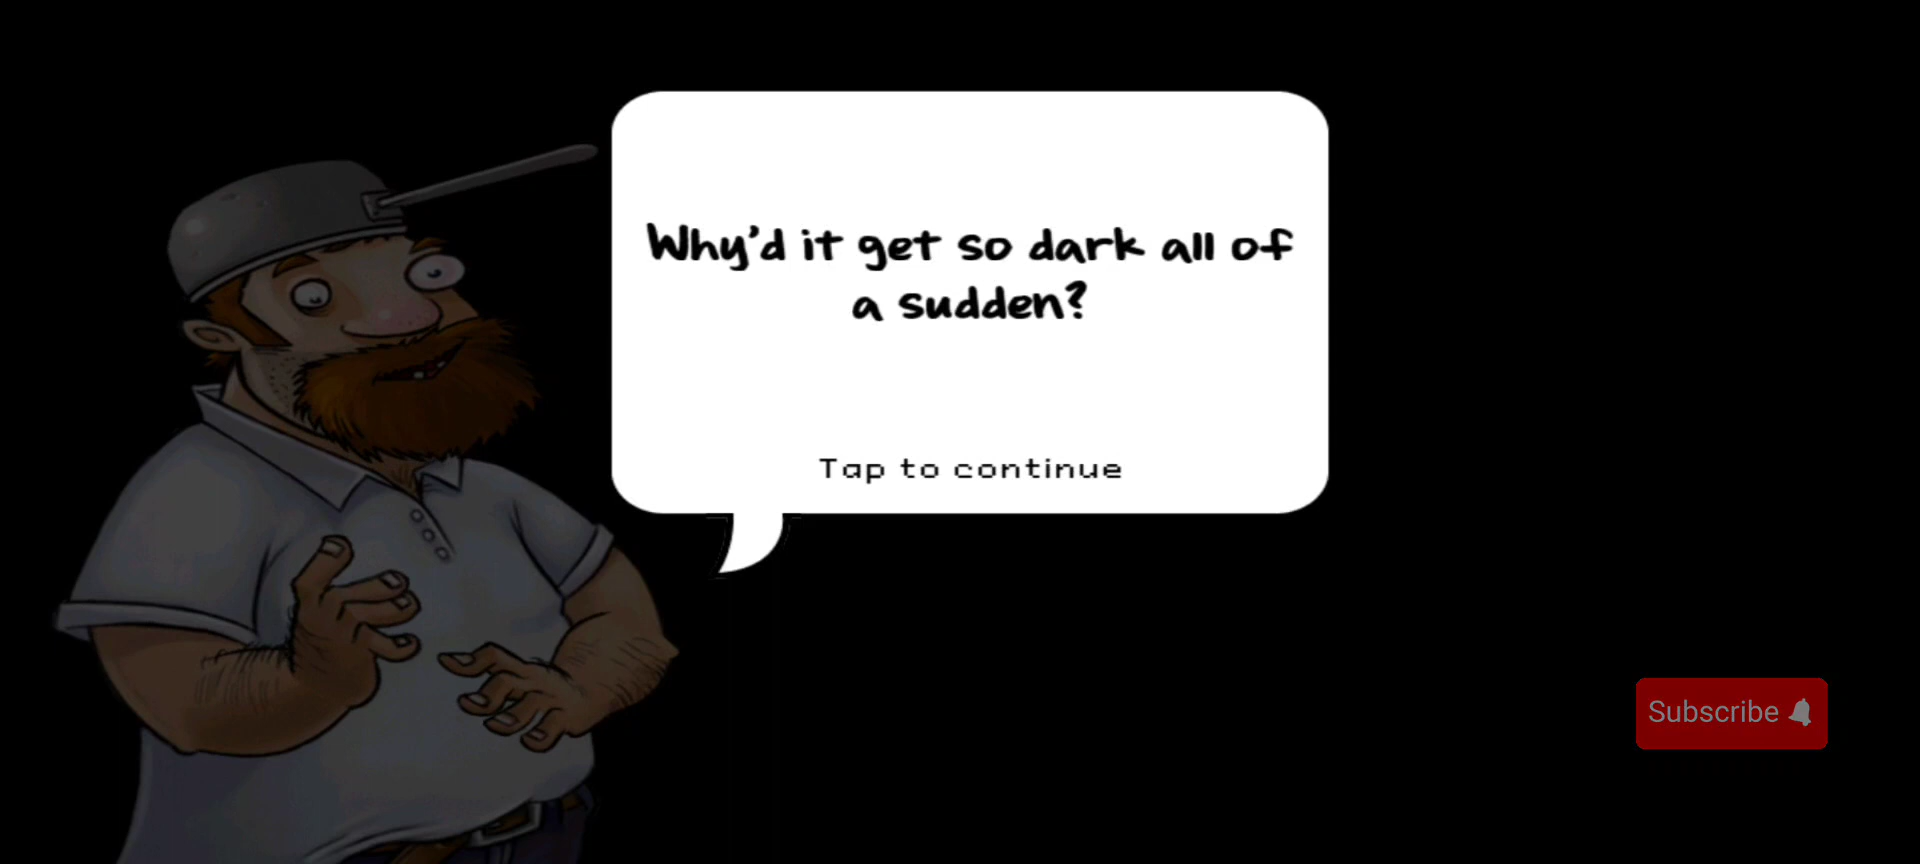 Why'd it get so dark all of
a sudden?
Tap to continue
Subscribe